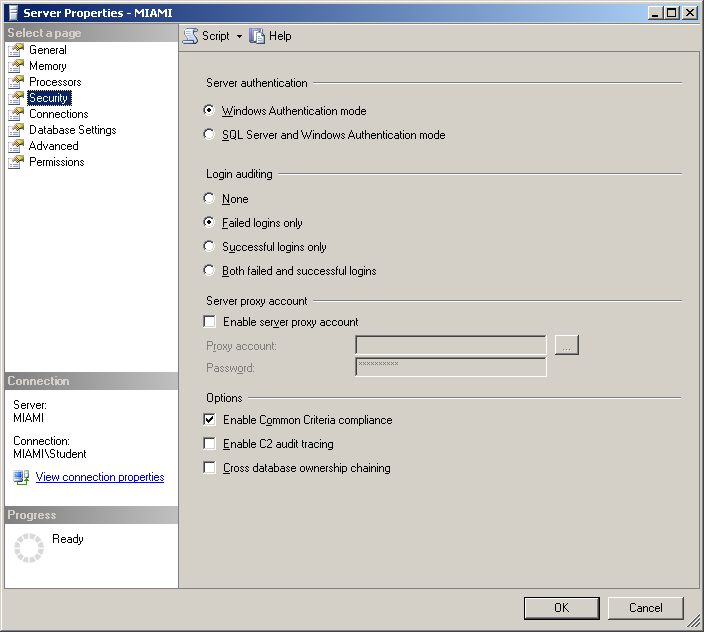 Server Properties - MIAMI
Select a page
General
Memory
Processors
Security
Connections
Database Settings
Advanced
Permissions
Connection
Server:
MIAMI
Connection:
MIAMI\Student
View connection properties
Progress
Ready
Script
Help
Server authentication
Windows Authentication mode
SQL Server and Windows Authentication mode
Login auditing
None
Failed logins only
Successful logins only
Both failed and successful logins
Server proxy account
Enable server proxy account
Proxy account:
...
Password:
**********
Options
Enable Common Criteria compliance
Enable C2 audit tracing
Cross database ownership chaining
OK
Cancel